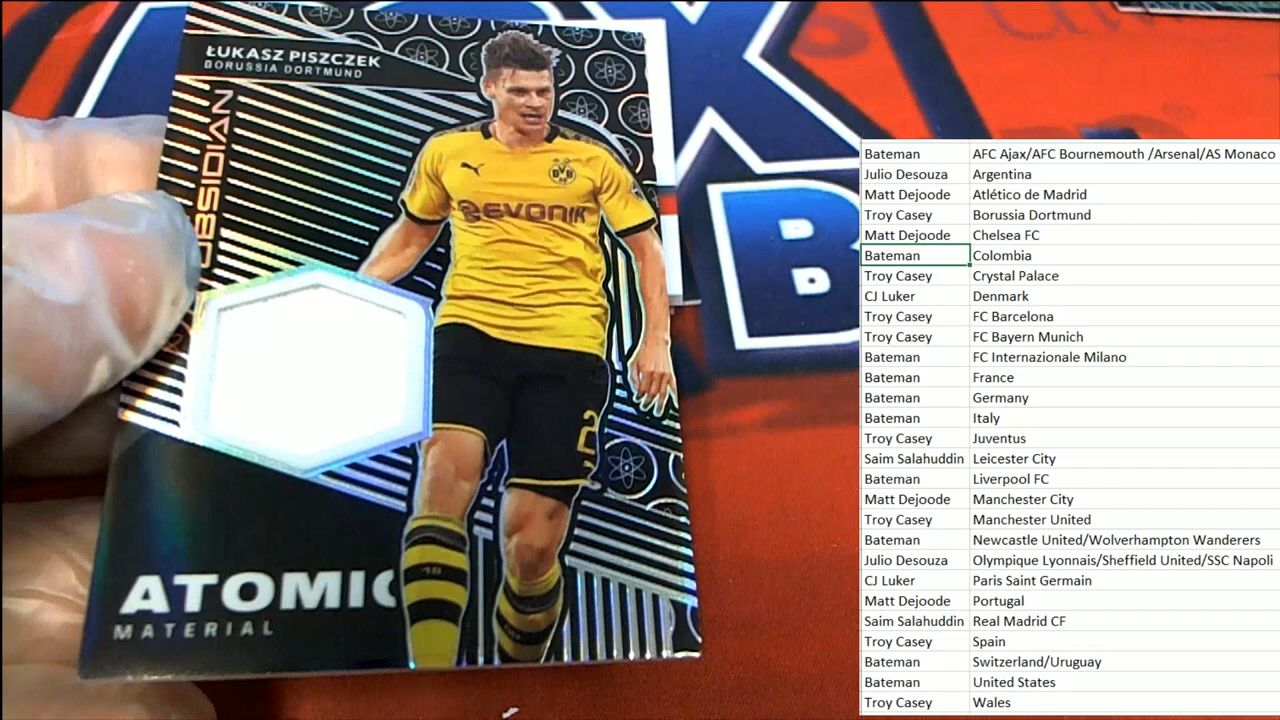 ŁUKASZ PISZCZEK
BORUSSIA DORTMUND
OBSIDIAN
BVB
09
EVONIK
ATOMIC
MATERIAL
B
Bateman AFC Ajax/AFC Bournemouth /Arsenal/AS Monaco
Julio Desouza Argentina
Matt Dejoode Atlético de Madrid
Troy Casey Borussia Dortmund
Matt Dejoode Chelsea FC
Bateman Colombia
Troy Casey Crystal Palace
CJ Luker Denmark
Troy Casey FC Barcelona
Troy Casey FC Bayern Munich
Bateman FC Internazionale Milano
Bateman France
Bateman Germany
Bateman Italy
Troy Casey Juventus
Saim Salahuddin Leicester City
Bateman Liverpool FC
Matt Dejoode Manchester City
Troy Casey Manchester United
Bateman Newcastle United/Wolverhampton Wanderers
Julio Desouza Olympique Lyonnais/Sheffield United/SSC Napoli
CJ Luker Paris Saint Germain
Matt Dejoode Portugal
Saim Salahuddin Real Madrid CF
Troy Casey Spain
Bateman Switzerland/Uruguay
Bateman United States
Troy Casey Wales